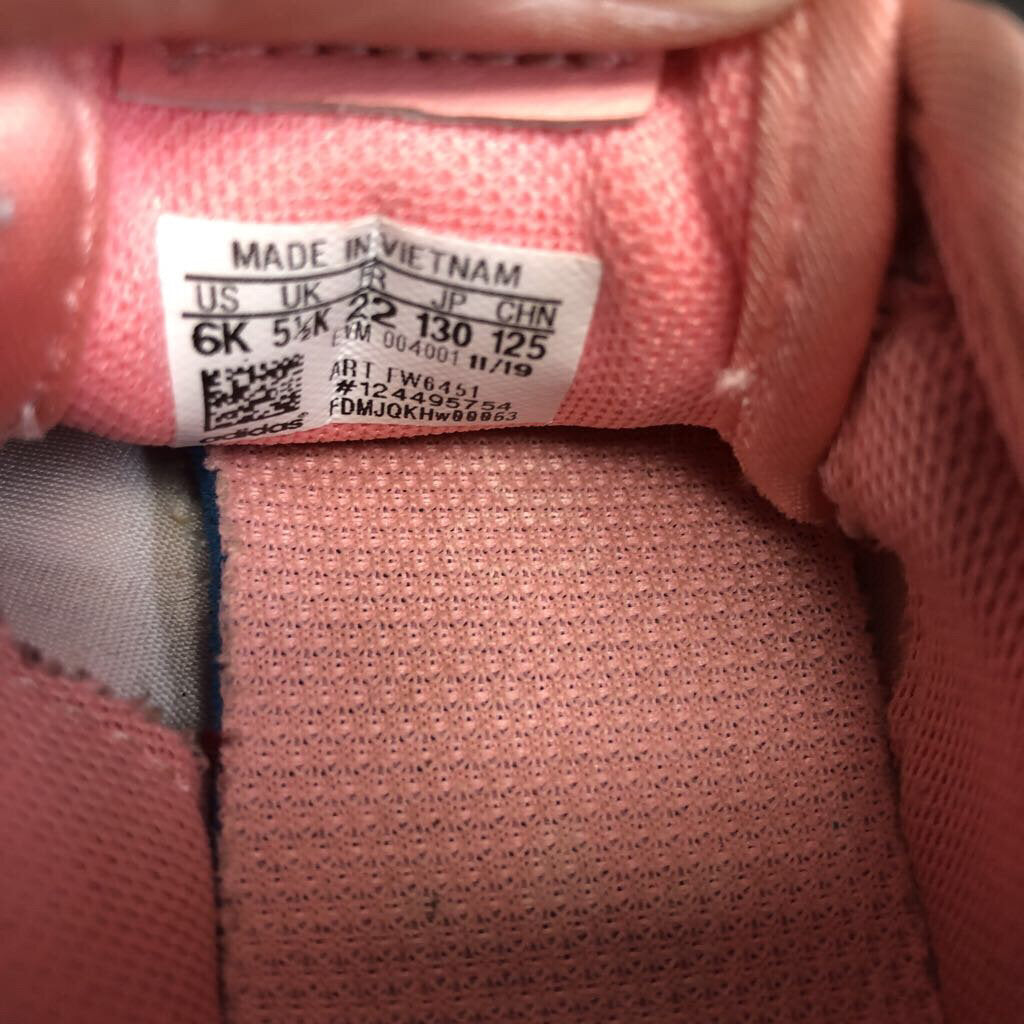 MADE IN VIETNAM
US UK FR JP CHN
6K 5½K 22 130 125
004001 11/19
ART FW6451
#124495754
adidas